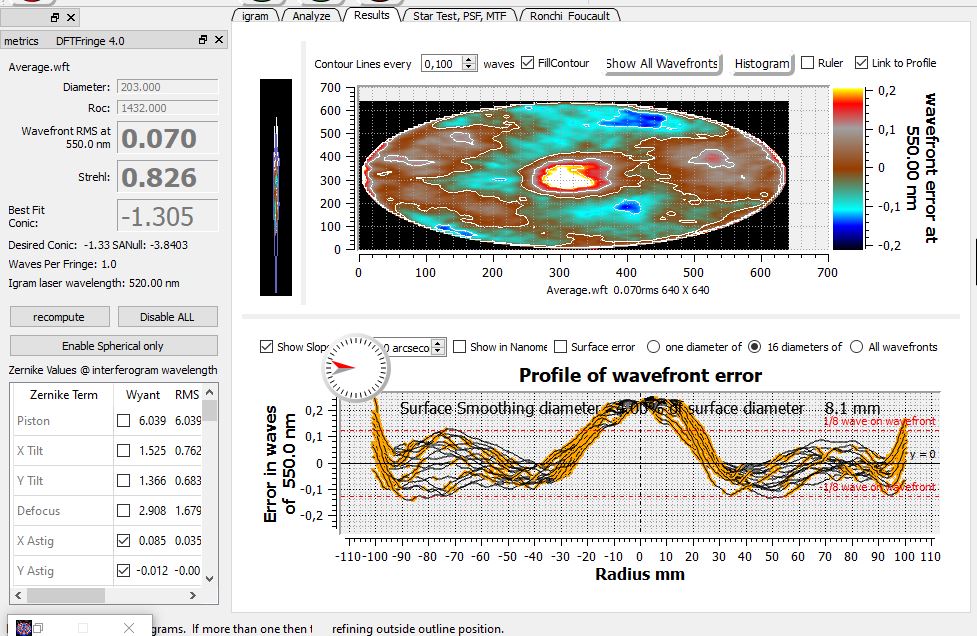 igram Analyze Results Star Test, PSF, MTF Ronchi Foucault
metrics DFTFringe 4.0
Average.wft
Diameter: 203.000
Roc: 1432.000
Wavefront RMS at
550.0 nm 0.070
Strehl: 0.826
Best Fit
Conic: -1.305
Desired Conic: -1.33 SANull: -3.8403
Waves Per Fringe: 1.0
Igram laser wavelength: 520.00 nm
recompute Disable ALL
Enable Spherical only
Zernike Values @ interferogram wavelength
Zernike Term Wyant RMS
Piston 6.039 6.039
X Tilt 1.525 0.762
Y Tilt 1.366 0.683
Defocus 2.908 1.679
X Astig 0.085 0.035
Y Astig -0.012 -0.00
Contour Lines every 0,100 waves FillContour Show All Wavefronts Histogram Ruler Link to Profile
700
600
500
400
300
200
100
0
0 100 200 300 400 500 600 700
Average.wft 0.070rms 640 X 640
0,2
0,1
0
-0,1
-0,2
wavefront error at
550.00 nm
Show Slop 0 arcseco Show in Nanome Surface error one diameter of 16 diameters of All wavefronts
Profile of wavefront error
Surface Smoothing diameter of surface diameter 8.1 mm
1/8 wave on wavefront
y = 0
1/8 wave on wavefront
0,2
0,1
0
-0,1
-0,2
Error in waves
of 550.0 nm
-110 -100 -90 -80 -70 -60 -50 -40 -30 -20 -10 0 10 20 30 40 50 60 70 80 90 100 110
Radius mm
grams. If more than one then t refining outside outline position.